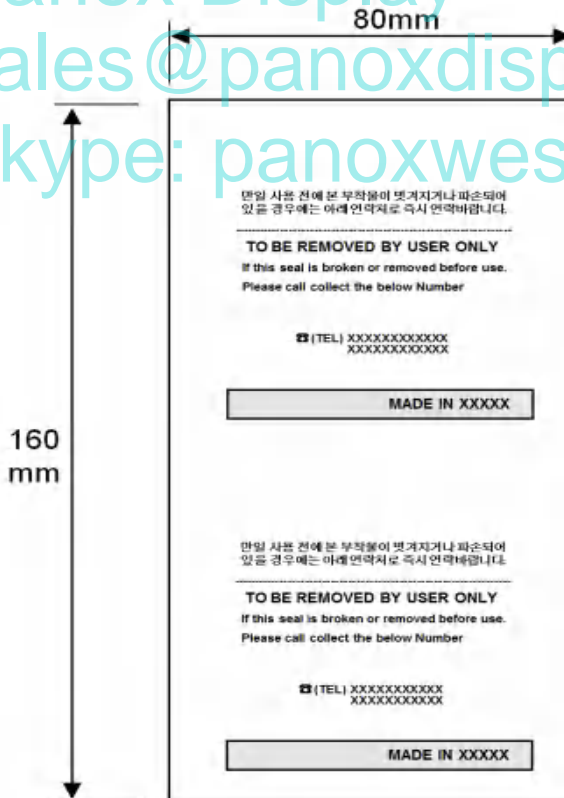 anox Display
80mm
ales@panoxdisp
kype: panoxwes
만일 사용 전에 본 부착물이 벗겨지거나 파손되어
있을 경우에는 아래 연락처로 즉시 연락바랍니다.
TO BE REMOVED BY USER ONLY
If this seal is broken or removed before use.
Please call collect the below Number
☎(TEL) XXXXXXXXXXXX
XXXXXXXXXXXX
MADE IN XXXXX
160
mm
만일 사용 전에 본 부착물이 벗겨지거나 파손되어
있을 경우에는 아래 연락처로 즉시 연락바랍니다.
TO BE REMOVED BY USER ONLY
If this seal is broken or removed before use.
Please call collect the below Number
☎(TEL) XXXXXXXXXXX
XXXXXXXXXXX
MADE IN XXXXX